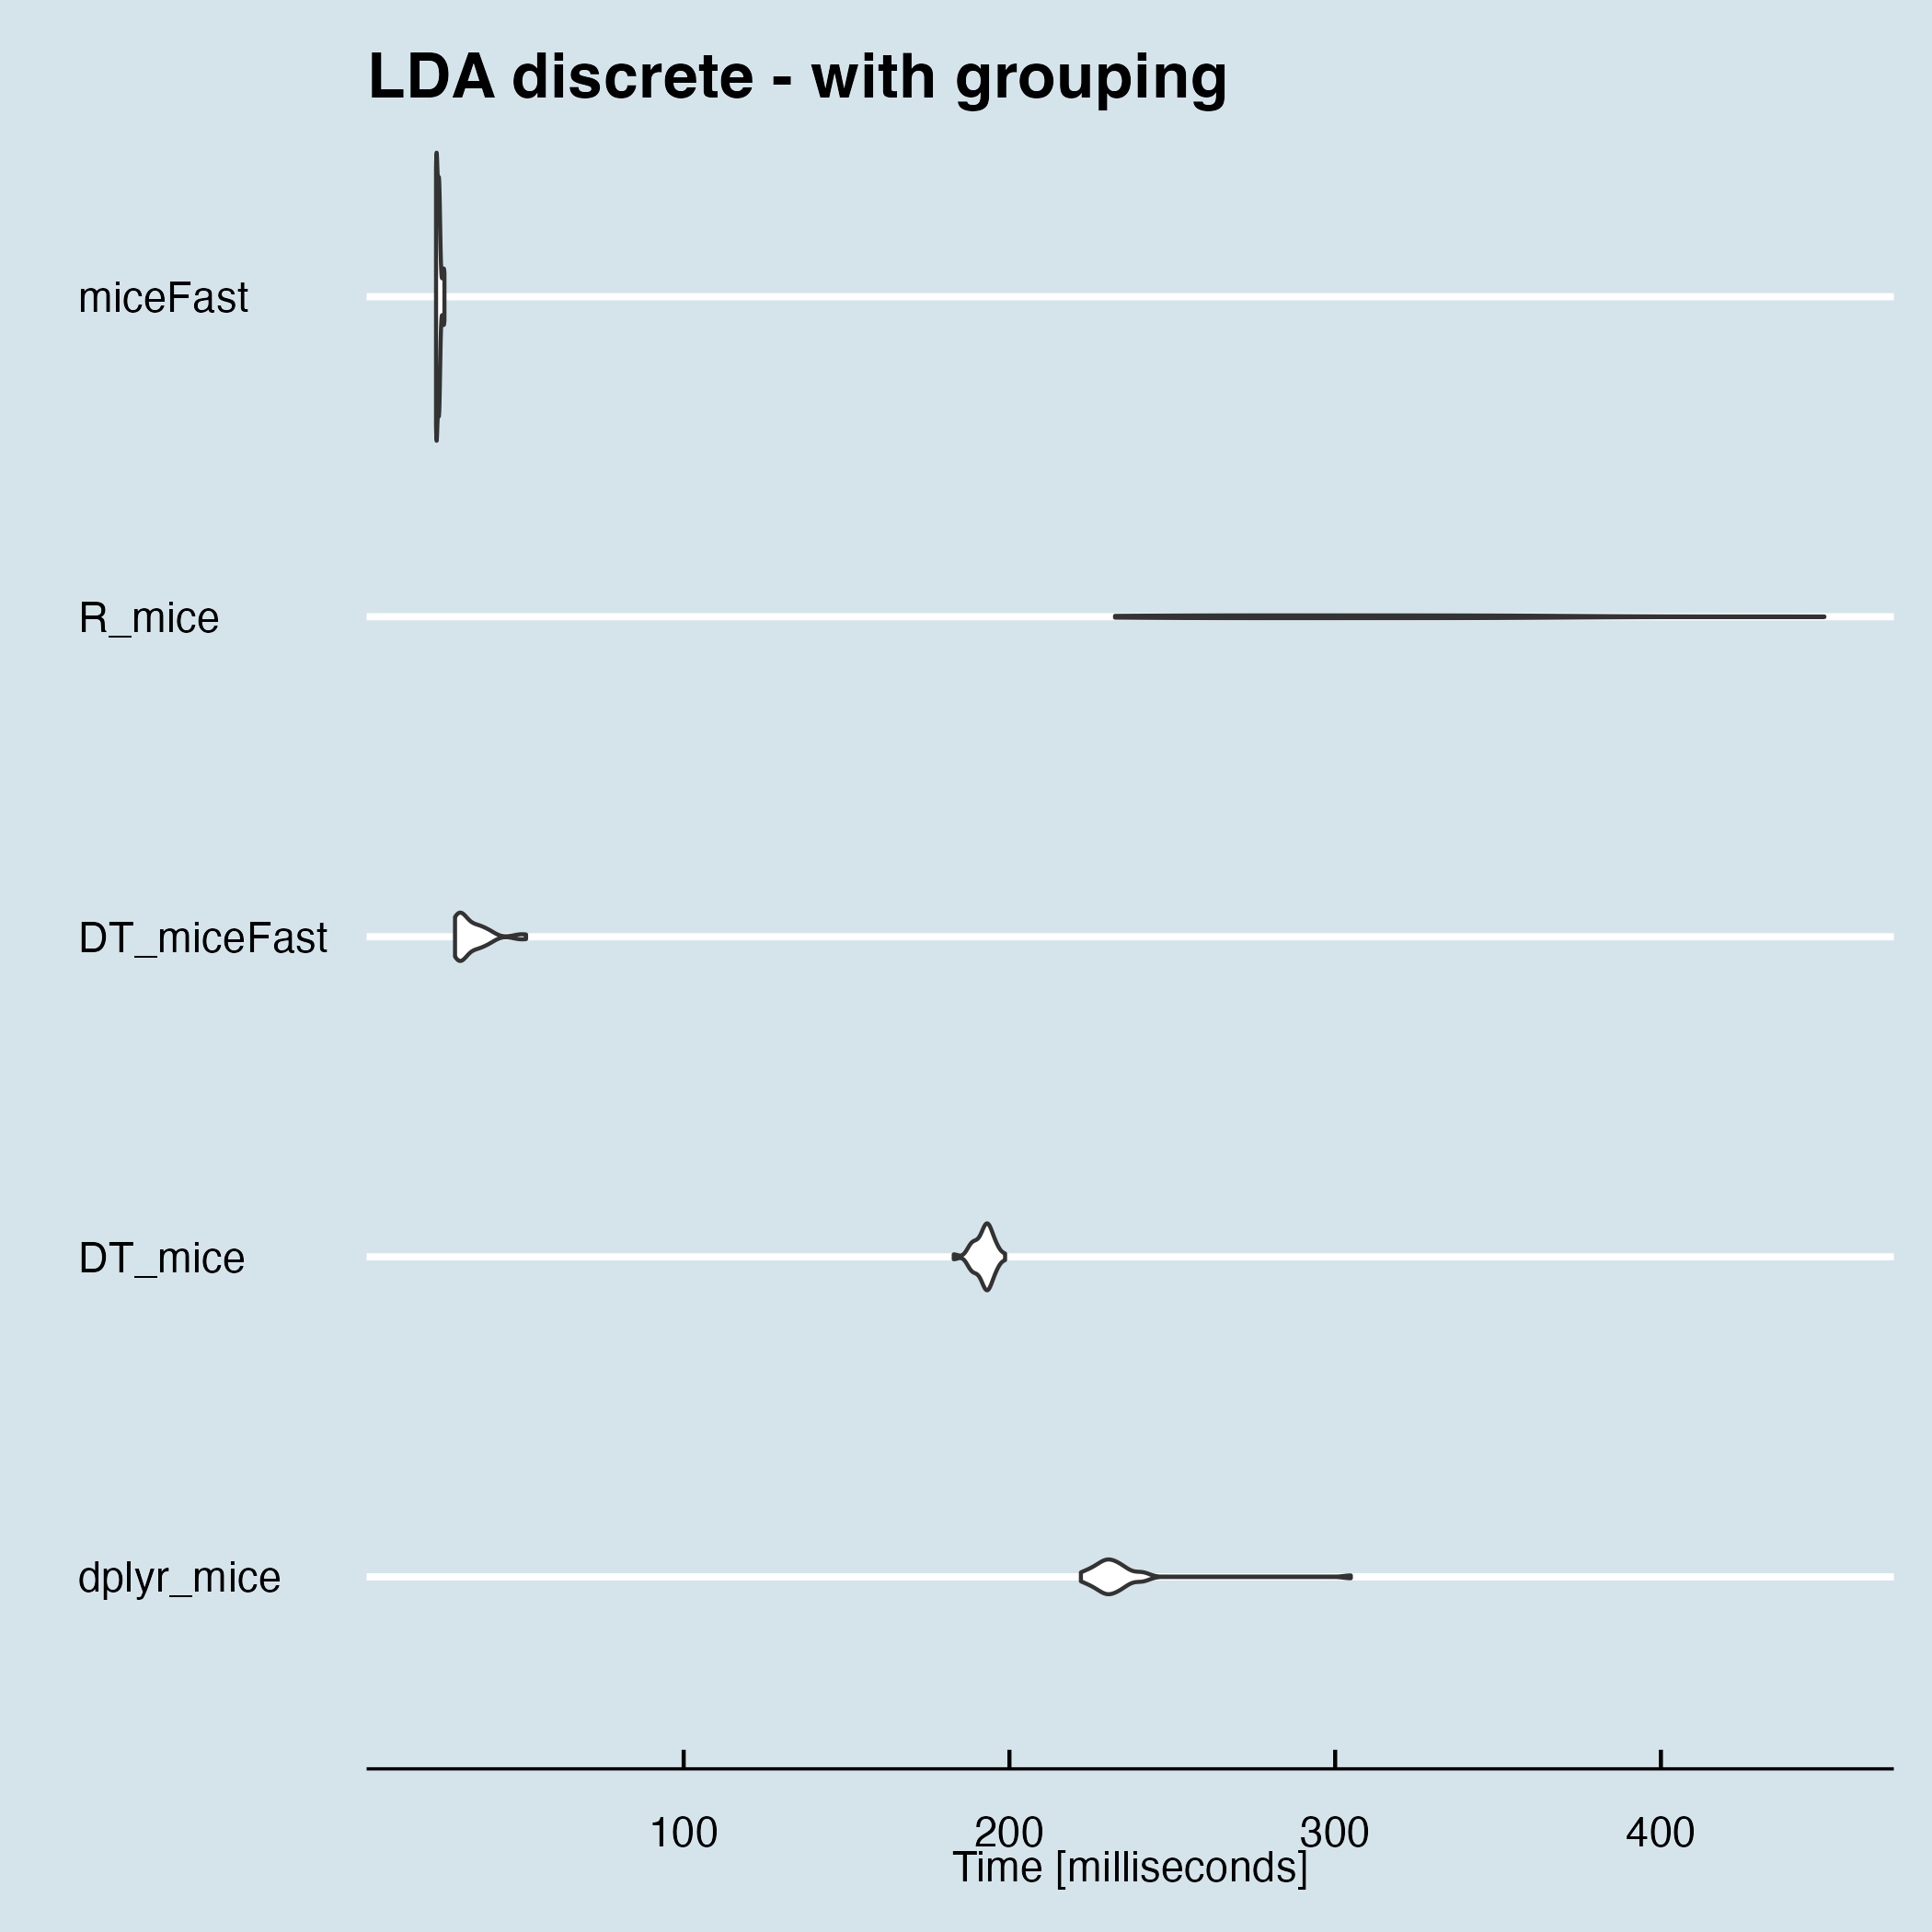 LDA discrete - with grouping
miceFast
R_mice
DT_miceFast
DT_mice
dplyr_mice
100 200 300 400
Time [milliseconds]